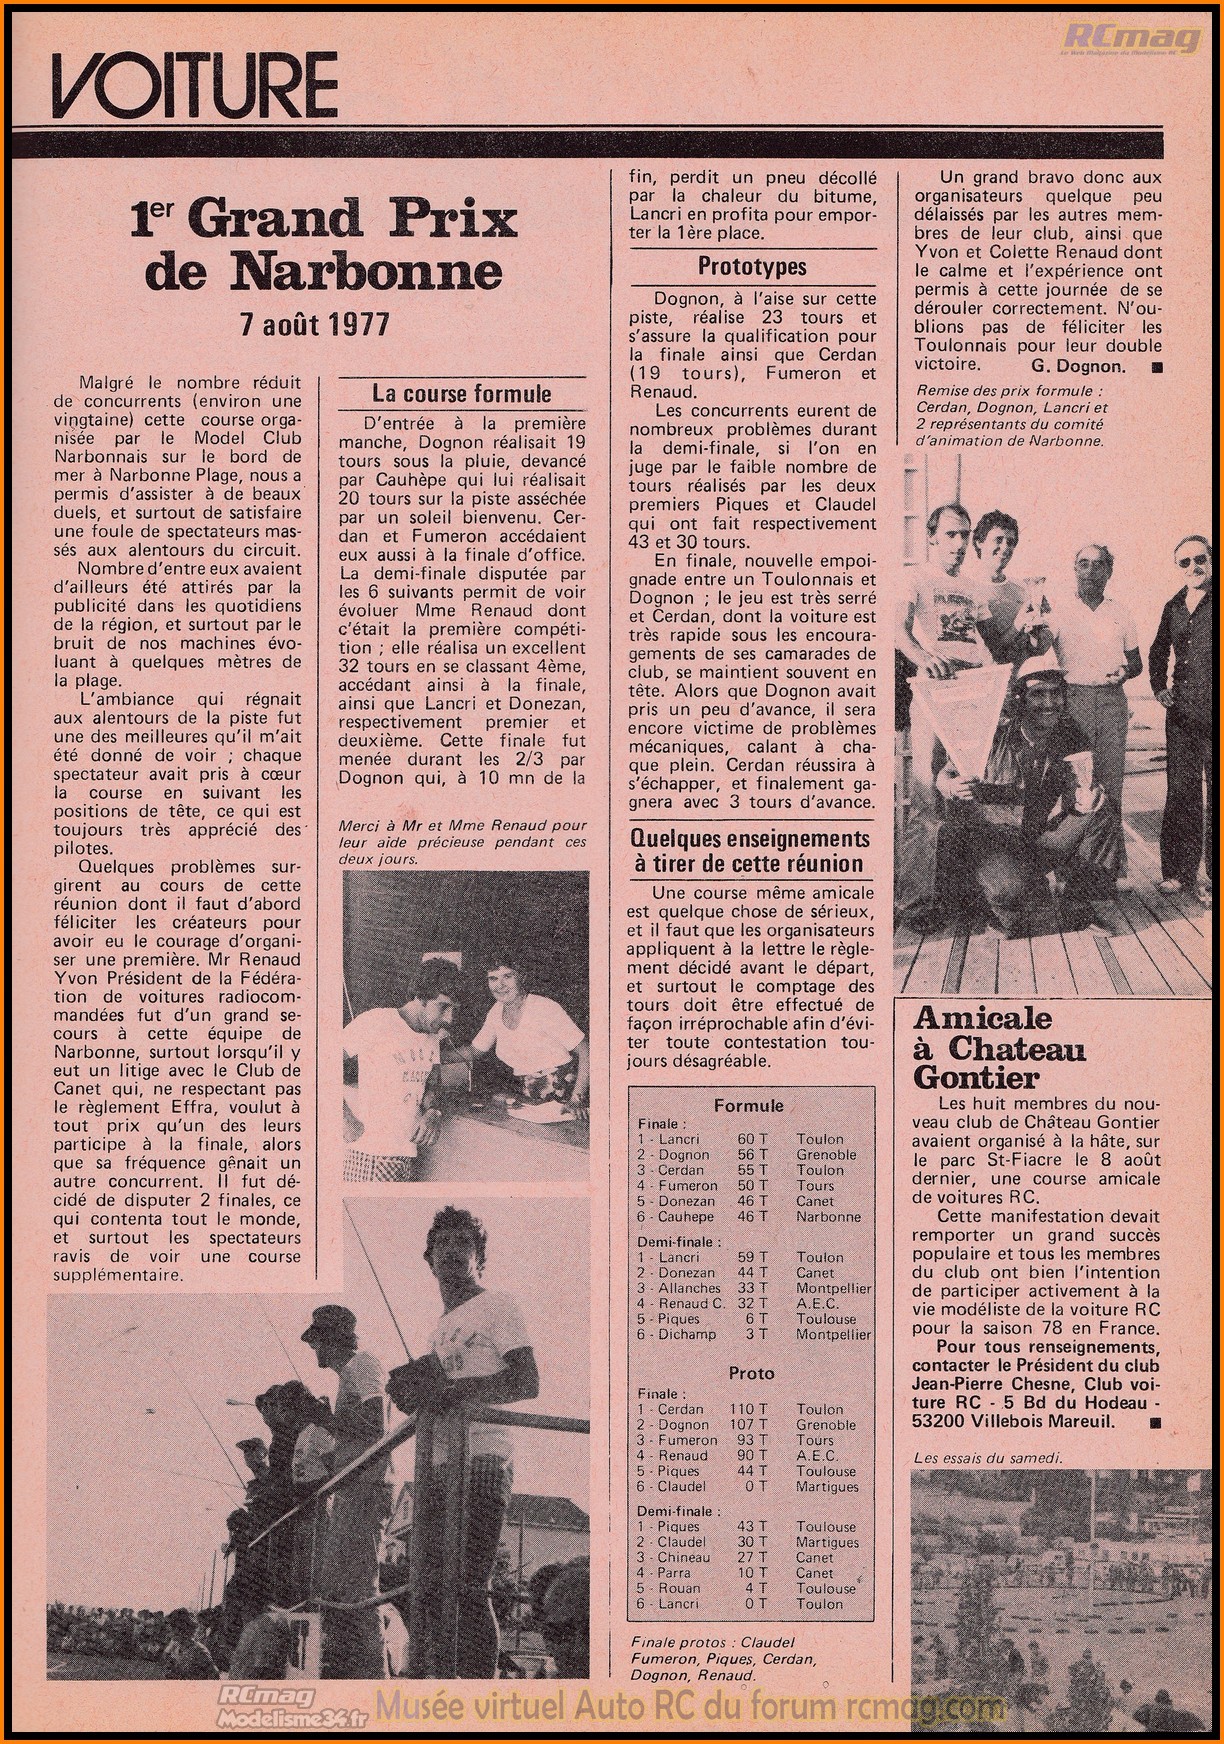 RCmag
Le Web Magazine du Modélisme RC
VOITURE
1er Grand Prix
de Narbonne
7 août 1977
Malgré le nombre réduit
de concurrents (environ une
vingtaine) cette course orga-
nisée par le Model Club
Narbonnais sur le bord de
mer à Narbonne Plage, nous a
permis d'assister à de beaux
duels, et surtout de satisfaire
une foule de spectateurs mas-
sés aux alentours du circuit.
Nombre d'entre eux avaient
d'ailleurs été attirés par la
publicité dans les quotidiens
de la région, et surtout par le
bruit de nos machines évo-
luant à quelques mètres de
la plage.
L'ambiance qui régnait
aux alentours de la piste fut
une des meilleures qu'il m'ait
été donné de voir ; chaque
spectateur avait pris à cœur
la course en suivant les
positions de tête, ce qui est
toujours très apprécié des
pilotes.
Quelques problèmes sur-
girent au cours de cette
réunion dont il faut d'abord
féliciter les créateurs pour
avoir eu le courage d'organi-
ser une première. Mr Renaud
Yvon Président de la Fédéra-
tion de voitures radiocom-
mandées fut d'un grand se-
cours à cette équipe de
Narbonne, surtout lorsqu'il y
eut un litige avec le Club de
Canet qui, ne respectant pas
le règlement Effra, voulut à
tout prix qu'un des leurs
participe à la finale, alors
que sa fréquence gênait un
autre concurrent. Il fut dé-
cidé de disputer 2 finales, ce
qui contenta tout le monde,
et surtout les spectateurs
ravis de voir une course
supplémentaire.
La course formule
D'entrée à la première
manche, Dognon réalisait 19
tours sous la pluie, devancé
par Cauhèpe qui lui réalisait
20 tours sur la piste asséchée
par un soleil bienvenu. Cer-
dan et Fumeron accédaient
eux aussi à la finale d'office.
La demi-finale disputée par
les 6 suivants permit de voir
évoluer Mme Renaud dont
c'était la première compéti-
tion ; elle réalisa un excellent
32 tours en se classant 4ème,
accédant ainsi à la finale,
ainsi que Lancri et Donezan,
respectivement premier et
deuxième. Cette finale fut
menée durant les 2/3 par
Dognon qui, à 10 mn de la
Merci à Mr et Mme Renaud pour
leur aide précieuse pendant ces
deux jours.
fin, perdit un pneu décollé
par la chaleur du bitume,
Lancri en profita pour empor-
ter la 1ère place.
Prototypes
Dognon, à l'aise sur cette
piste, réalise 23 tours et
s'assure la qualification pour
la finale ainsi que Cerdan
(19 tours), Fumeron et
Renaud.
Les concurrents eurent de
nombreux problèmes durant
la demi-finale, si l'on en
juge par le faible nombre de
tours réalisés par les deux
premiers Piques et Claudel
qui ont fait respectivement
43 et 30 tours.
En finale, nouvelle empoi-
gnade entre un Toulonnais et
Dognon ; le jeu est très serré
et Cerdan, dont la voiture est
très rapide sous les encoura-
gements de ses camarades de
club, se maintient souvent en
tête. Alors que Dognon avait
pris un peu d'avance, il sera
encore victime de problèmes
mécaniques, calant à cha-
que plein. Cerdan réussira à
s'échapper, et finalement ga-
gnera avec 3 tours d'avance.
Quelques enseignements
à tirer de cette réunion
Une course même amicale
est quelque chose de sérieux,
et il faut que les organisateurs
appliquent à la lettre le règle-
ment décidé avant le départ,
et surtout le comptage des
tours doit être effectué de
façon irréprochable afin d'évi-
ter toute contestation tou-
jours désagréable.
Formule
Finale :
1 - Lancri 60 T Toulon
2 - Dognon 56 T Grenoble
3 - Cerdan 55 T Toulon
4 - Fumeron 50 T Tours
5 - Donezan 46 T Canet
6 - Cauhepe 46 T Narbonne
Demi-finale :
1 - Lancri 59 T Toulon
2 - Donezan 44 T Canet
3 - Allanches 33 T Montpellier
4 - Renaud C. 32 T A.E.C.
5 - Piques 6 T Toulouse
6 - Dichamp 3 T Montpellier
Proto
Finale :
1 - Cerdan 110 T Toulon
2 - Dognon 107 T Grenoble
3 - Fumeron 93 T Tours
4 - Renaud 90 T A.E.C.
5 - Piques 44 T Toulouse
6 - Claudel 0 T Martigues
Demi-finale :
1 - Piques 43 T Toulouse
2 - Claudel 30 T Martigues
3 - Chineau 27 T Canet
4 - Parra 10 T Canet
5 - Rouan 4 T Toulouse
6 - Lancri 0 T Toulon
Finale protos : Claudel
Fumeron, Piques, Cerdan,
Dognon, Renaud.
Un grand bravo donc aux
organisateurs quelque peu
délaissés par les autres mem-
bres de leur club, ainsi que
Yvon et Colette Renaud dont
le calme et l'expérience ont
permis à cette journée de se
dérouler correctement. N'ou-
blions pas de féliciter les
Toulonnais pour leur double
victoire. G. Dognon.
Remise des prix formule :
Cerdan, Dognon, Lancri et
2 représentants du comité
d'animation de Narbonne.
Amicale
à Chateau
Gontier
Les huit membres du nou-
veau club de Château Gontier
avaient organisé à la hâte, sur
le parc St-Fiacre le 8 août
dernier, une course amicale
de voitures RC.
Cette manifestation devait
remporter un grand succès
populaire et tous les membres
du club ont bien l'intention
de participer activement à la
vie modéliste de la voiture RC
pour la saison 78 en France.
Pour tous renseignements,
contacter le Président du club
Jean-Pierre Chesne, Club voi-
ture RC - 5 Bd du Hodeau -
53200 Villebois Mareuil.
Les essais du samedi.
RCmag
Modelisme34.fr
Musée virtuel Auto RC du forum rcmag.com